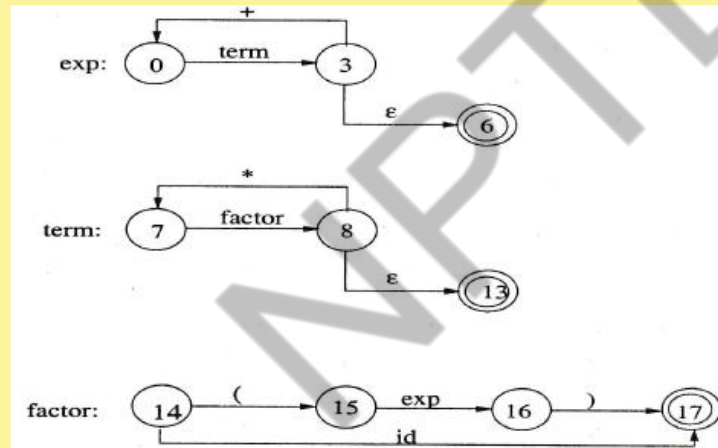 +
exp: 0 term 3
ε
6
*
term: 7 factor 8
ε
13
factor: 14 ( 15 exp 16 ) 17
id
NPTEL